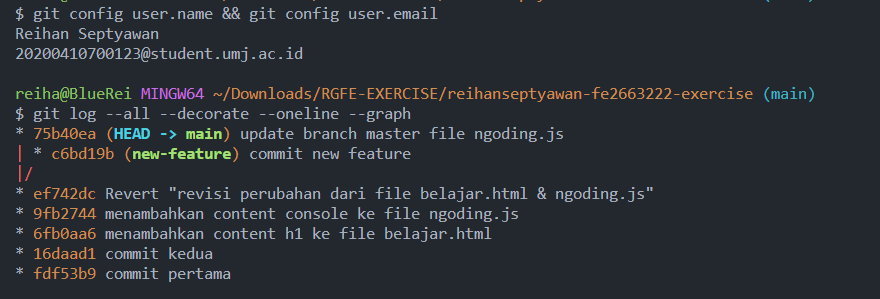 $ git config user.name && git config user.email
Reihan Septyawan
20200410700123@student.umj.ac.id
reiha@BlueRei MINGW64 ~/Downloads/RGFE-EXERCISE/reihanseptyawan-fe2663222-exercise (main)
$ git log --all --decorate --oneline --graph
* 75b40ea (HEAD -> main) update branch master file ngoding.js
| * c6bd19b (new-feature) commit new feature
|/
* ef742dc Revert "revisi perubahan dari file belajar.html & ngoding.js"
* 9fb2744 menambahkan content console ke file ngoding.js
* 6fb0aa6 menambahkan content h1 ke file belajar.html
* 16daad1 commit kedua
* fdf53b9 commit pertama